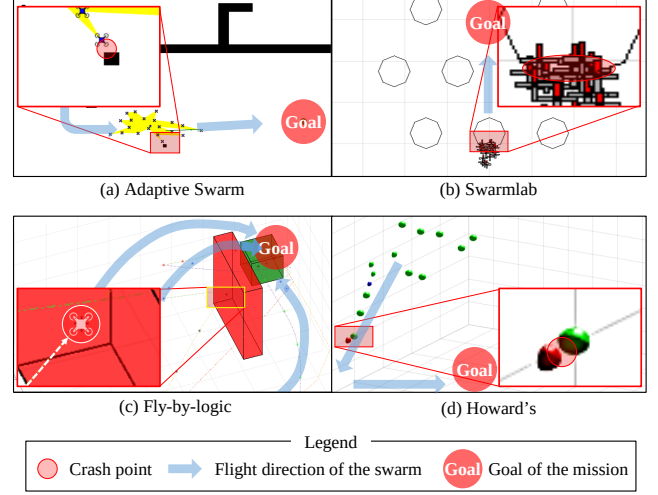 Goal
Goal
(a) Adaptive Swarm
(b) Swarmlab
Goal
Goal
(c) Fly-by-logic
(d) Howard's
Legend
Crash point
Flight direction of the swarm
Goal
Goal of the mission